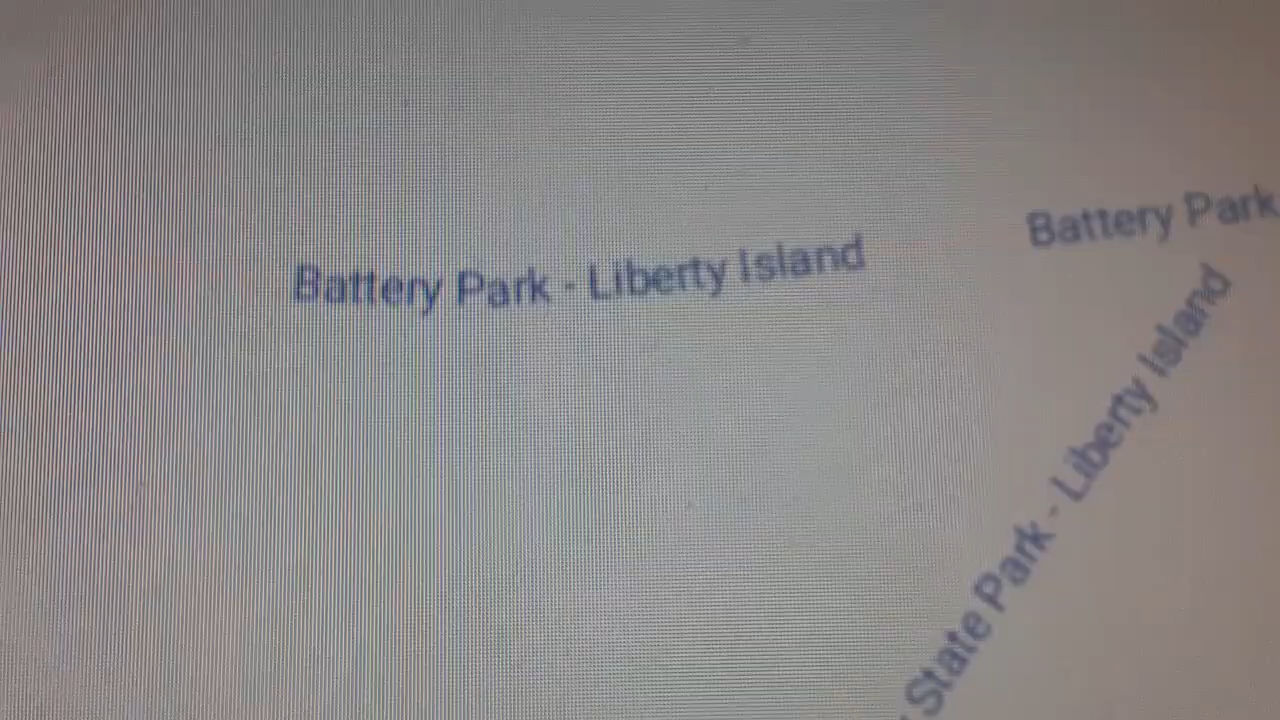 Battery Park - Liberty Island
Battery Park
State Park - Liberty Island